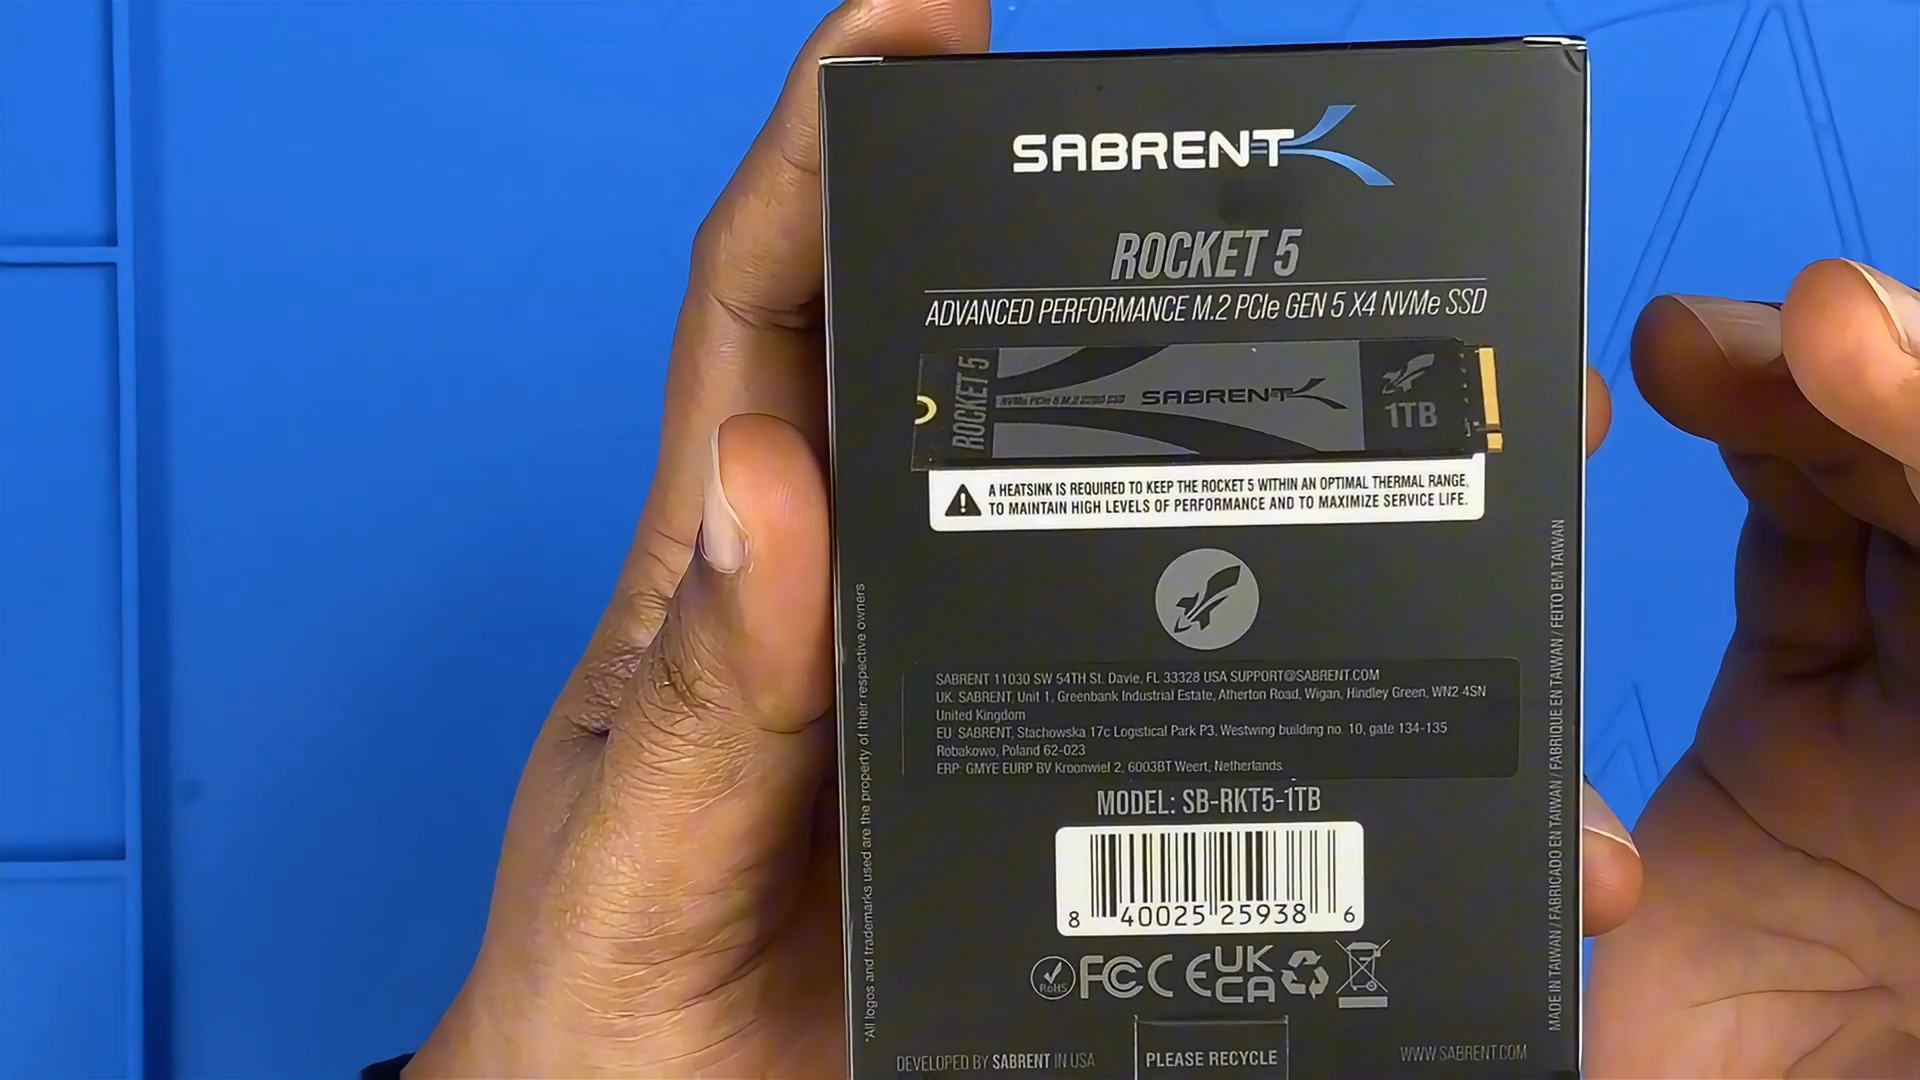 SABRENT
ROCKET 5
ADVANCED PERFORMANCE M.2 PCIe GEN 5 X4 NVMe SSD
ROCKET 5
NVMe PCIe 5 M.2 2280 SSD
SABRENT
1TB
A HEATSINK IS REQUIRED TO KEEP THE ROCKET 5 WITHIN AN OPTIMAL THERMAL RANGE,
TO MAINTAIN HIGH LEVELS OF PERFORMANCE AND TO MAXIMIZE SERVICE LIFE.
SABRENT 11030 SW 54TH St. Davie, FL 33328 USA SUPPORT@SABRENT.COM
UK: SABRENT, Unit 1, Greenbank Industrial Estate, Atherton Road, Wigan, Hindley Green, WN2 4SN
United Kingdom
EU: SABRENT, Stachowska 17c Logistical Park P3, Westwing building no. 10, gate 134-135
Robakowo, Poland 62-023
ERP: GMYE EURP BV Kroonwiel 2, 6003BT Weert, Netherlands
MODEL: SB-RKT5-1TB
8 40025 25938 6
RoHS FC CE UK
CA
*All logos and trademarks used are the property of their respective owners
MADE IN TAIWAN / FABRICADO EN TAIWAN / FABRIQUE EN TAIWAN / FEITO EM TAIWAN
DEVELOPED BY SABRENT IN USA
PLEASE RECYCLE
WWW.SABRENT.COM